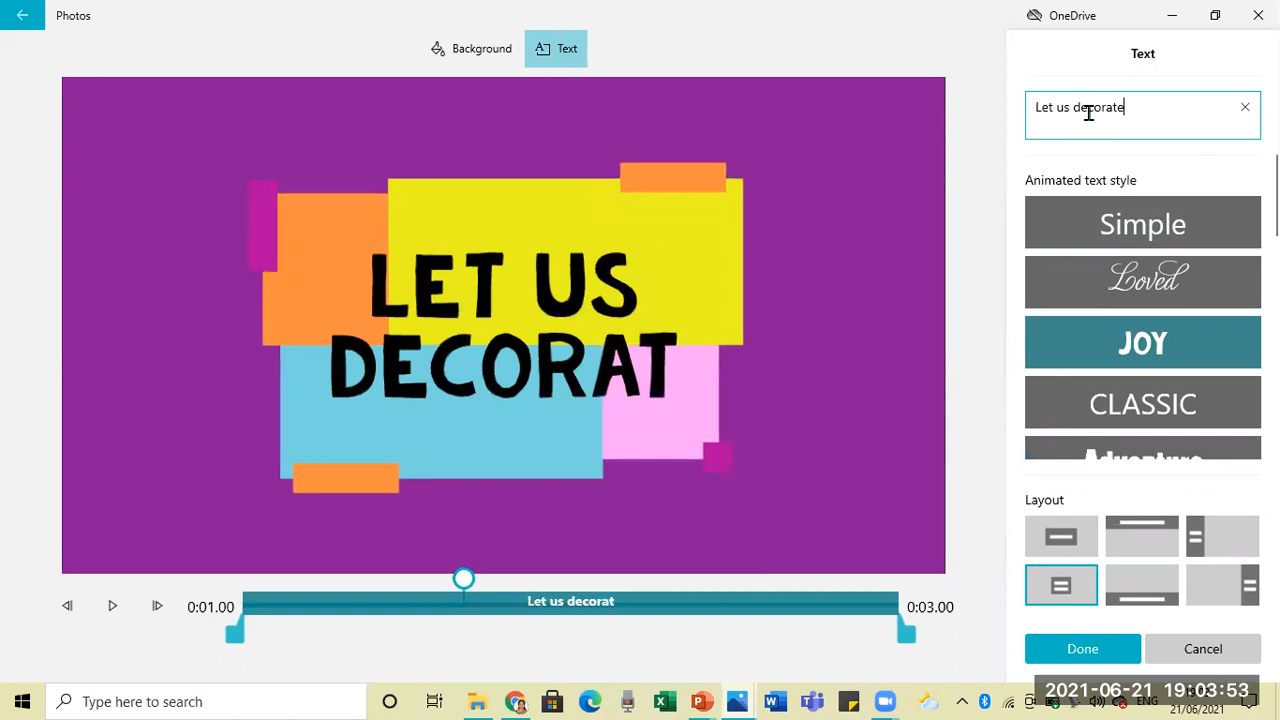 Photos
OneDrive
Background
Text
Text
Let us decorate
Animated text style
Simple
Loved
JOY
CLASSIC
Adventure
LET US
DECORAT
Layout
0:01.00
Let us decorat
0:03.00
Done
Cancel
Type here to search
2021-06-21 19:03:53
ENG
21/06/2021